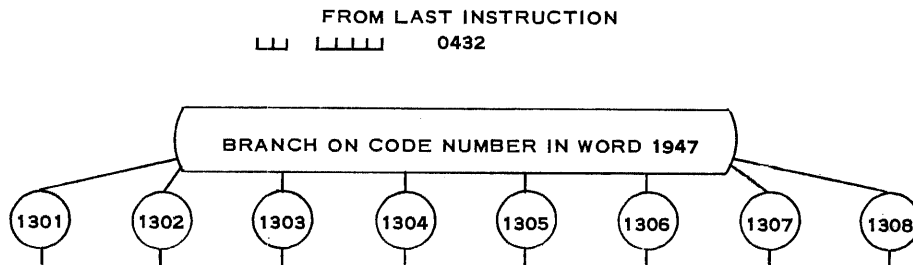 FROM LAST INSTRUCTION
0432
BRANCH ON CODE NUMBER IN WORD 1947
1301 1302 1303 1304 1305 1306 1307 1308